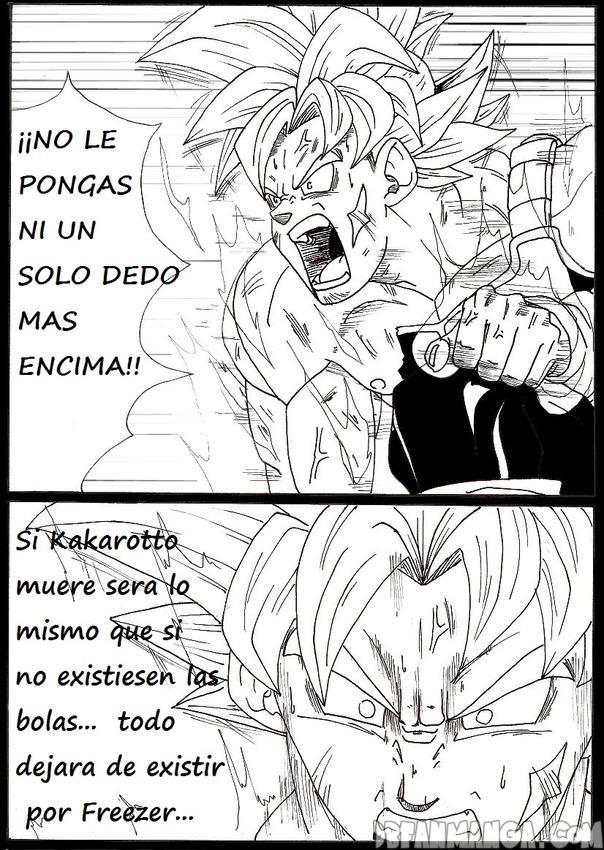 ¡¡NO LE
PONGAS
NI UN
SOLO DEDO
MAS
ENCIMA!!
Si Kakarotto
muere sera lo
mismo que si
no existiesen las
bolas... todo
dejara de existir
por Freezer...
DBFANMANGA.COM